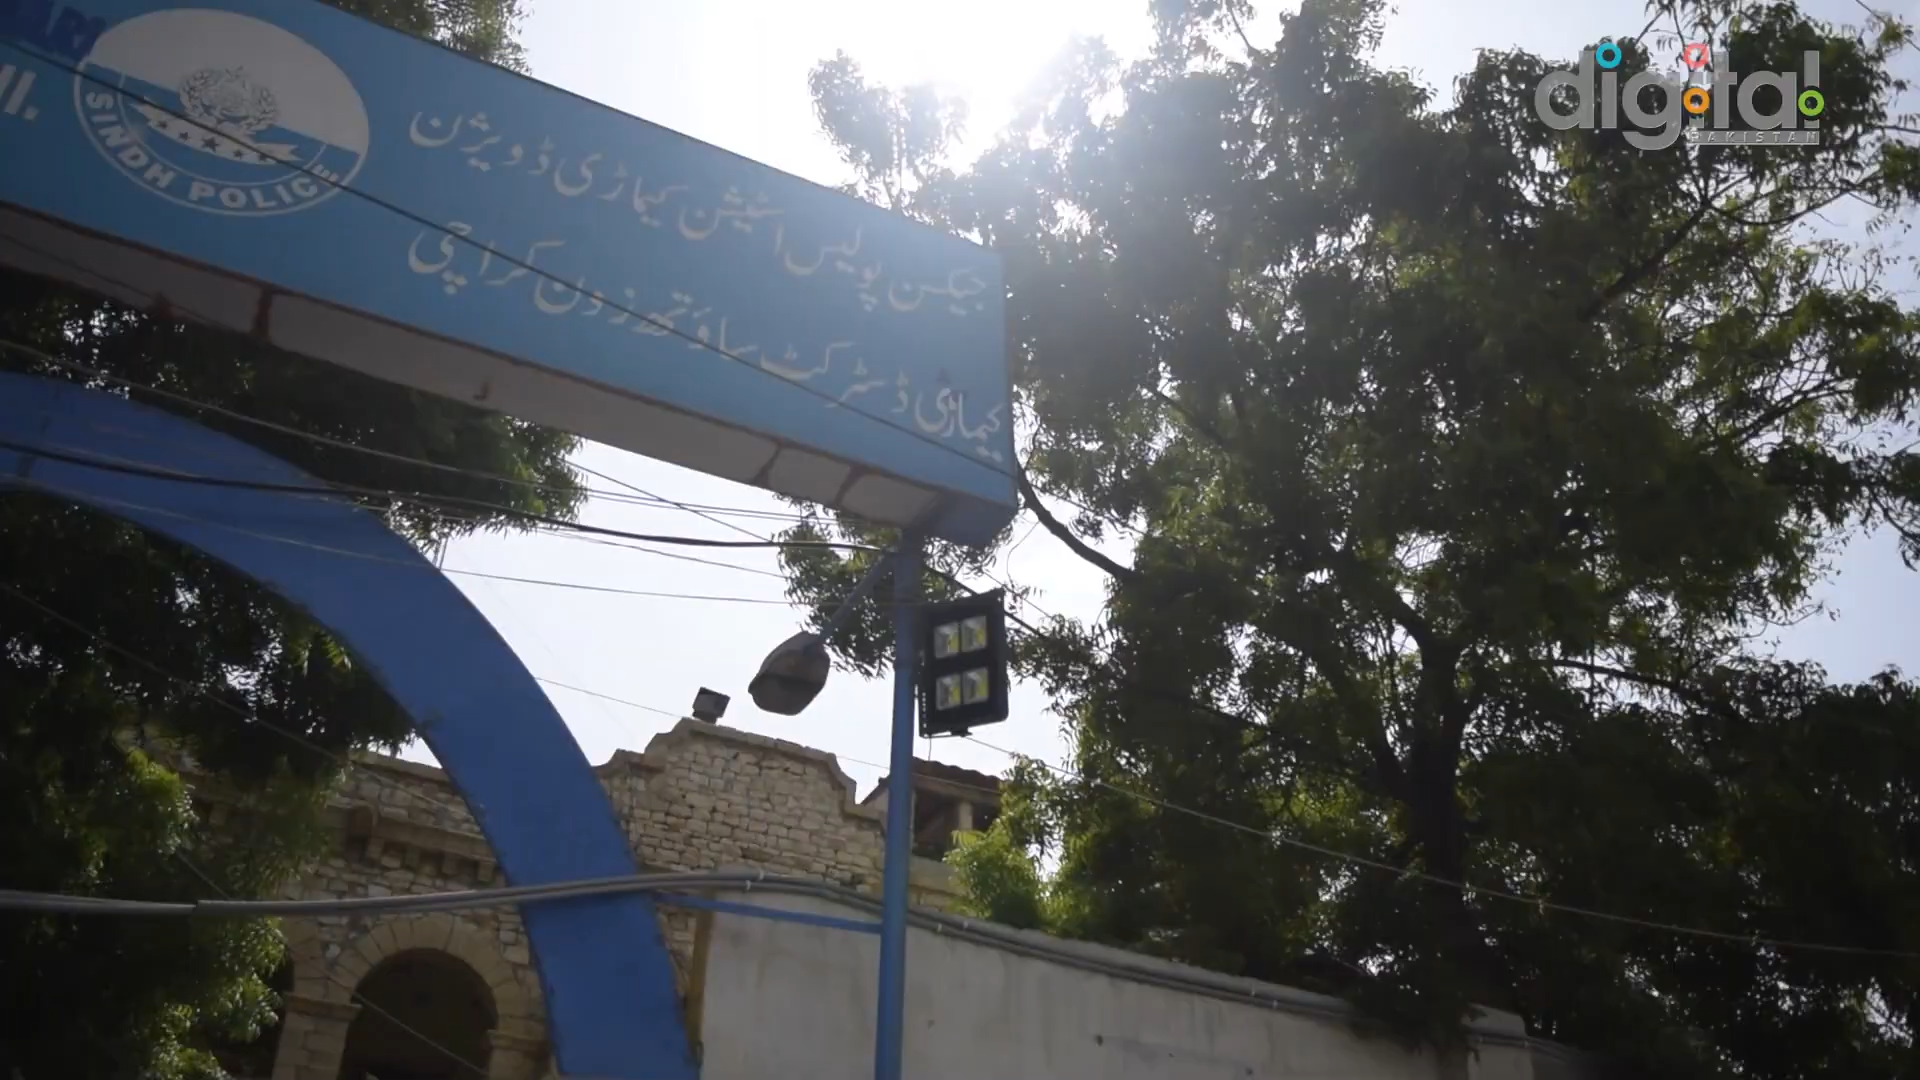 SINDH POLICE
جیکسن پولیس اسٹیشن کیماڑی ڈویژن
کیماڑی ڈسٹرکٹ ساؤتھ زون کراچی
digital
PAKISTAN